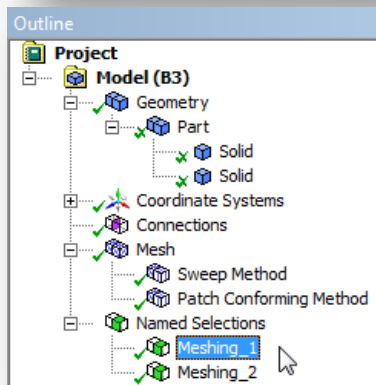 Outline
Project
Model (B3)
Geometry
Part
Solid
Solid
Coordinate Systems
Connections
Mesh
Sweep Method
Patch Conforming Method
Named Selections
Meshing_1
Meshing_2